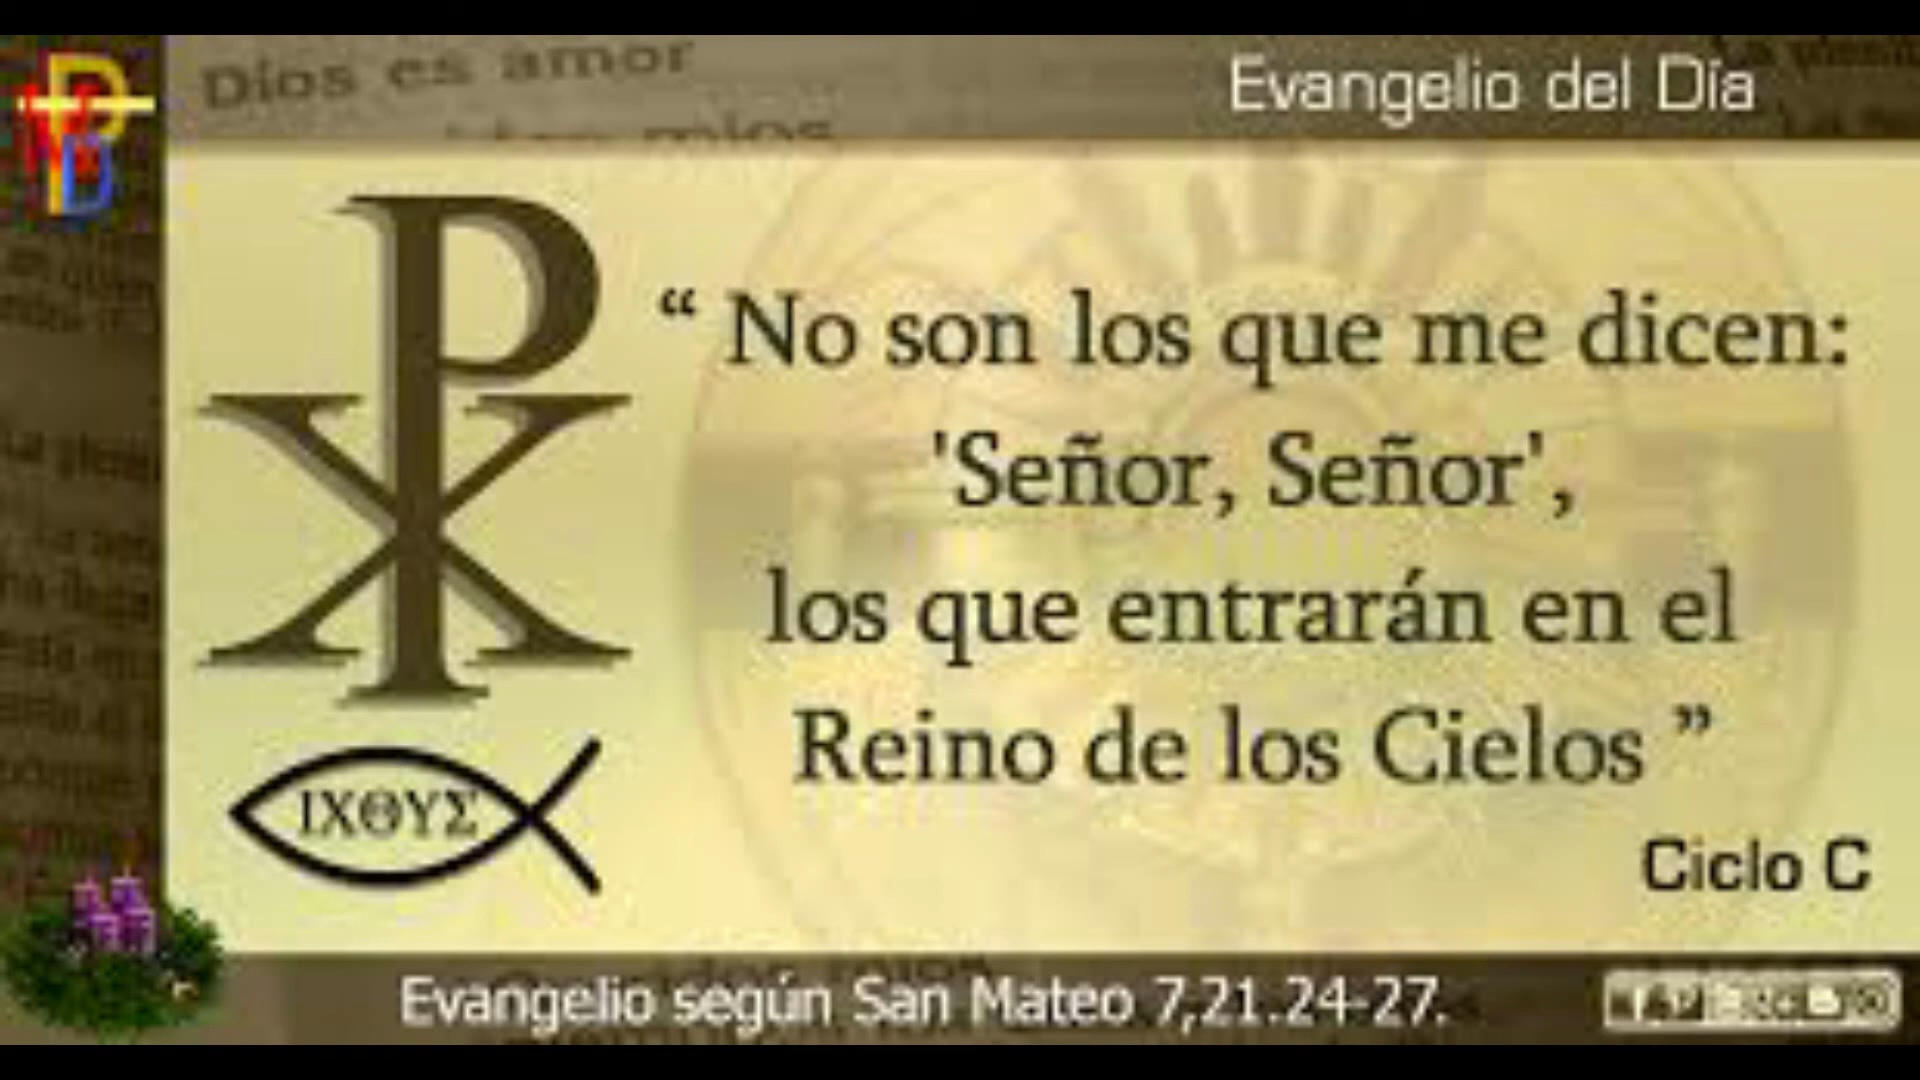 Dios es amor
Evangelio del Día
mios
“ No son los que me dicen:
'Señor, Señor',
los que entrarán en el
Reino de los Cielos ”
ΙΧΘΥΣ
Ciclo C
Evangelio según San Mateo 7,21.24-27.